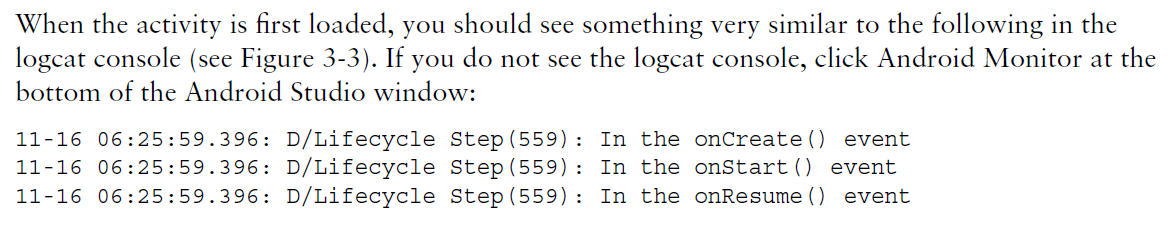 When the activity is first loaded, you should see something very similar to the following in the
logcat console (see Figure 3-3). If you do not see the logcat console, click Android Monitor at the
bottom of the Android Studio window:
11-16 06:25:59.396: D/Lifecycle Step(559): In the onCreate() event
11-16 06:25:59.396: D/Lifecycle Step(559): In the onStart() event
11-16 06:25:59.396: D/Lifecycle Step(559): In the onResume() event